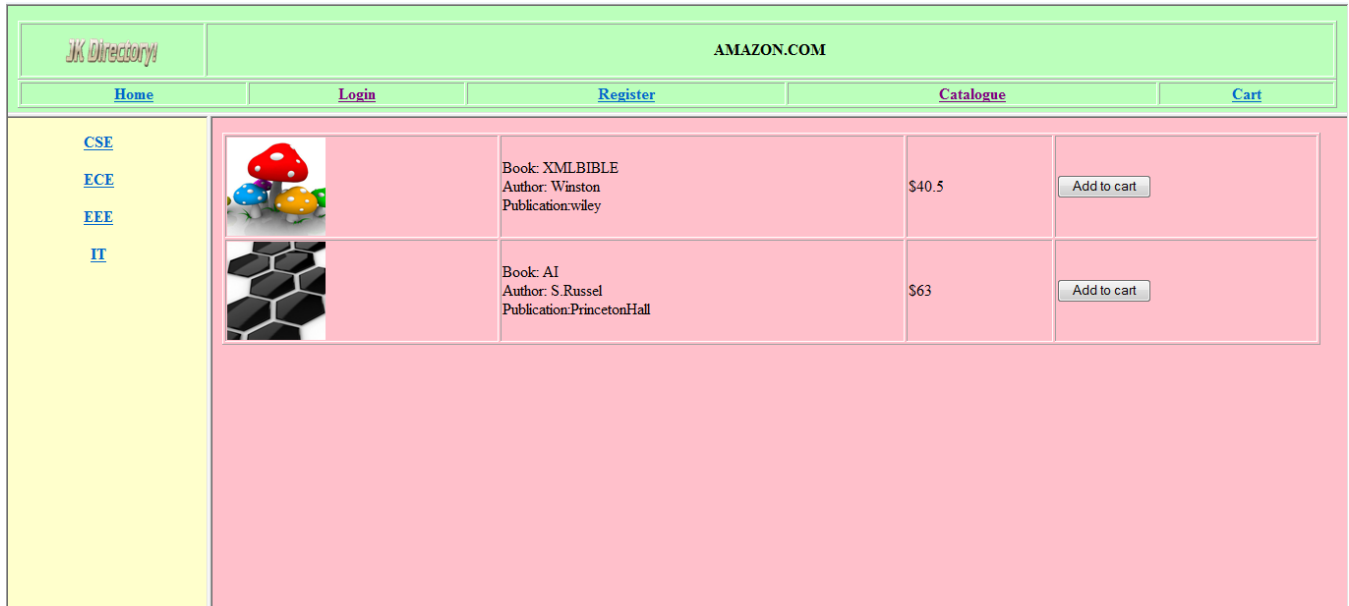 JK Directory!
AMAZON.COM
Home Login Register Catalogue Cart
CSE
ECE
EEE
IT
Book: XMLBIBLE
Author: Winston
Publication:wiley
$40.5
Add to cart
Book: AI
Author: S.Russel
Publication:PrincetonHall
$63
Add to cart